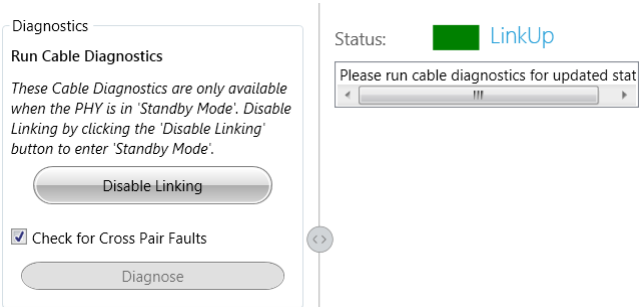 Diagnostics
Run Cable Diagnostics
These Cable Diagnostics are only available
when the PHY is in 'Standby Mode'. Disable
Linking by clicking the 'Disable Linking'
button to enter 'Standby Mode'.
Disable Linking
Check for Cross Pair Faults
Diagnose
Status: LinkUp
Please run cable diagnostics for updated stat